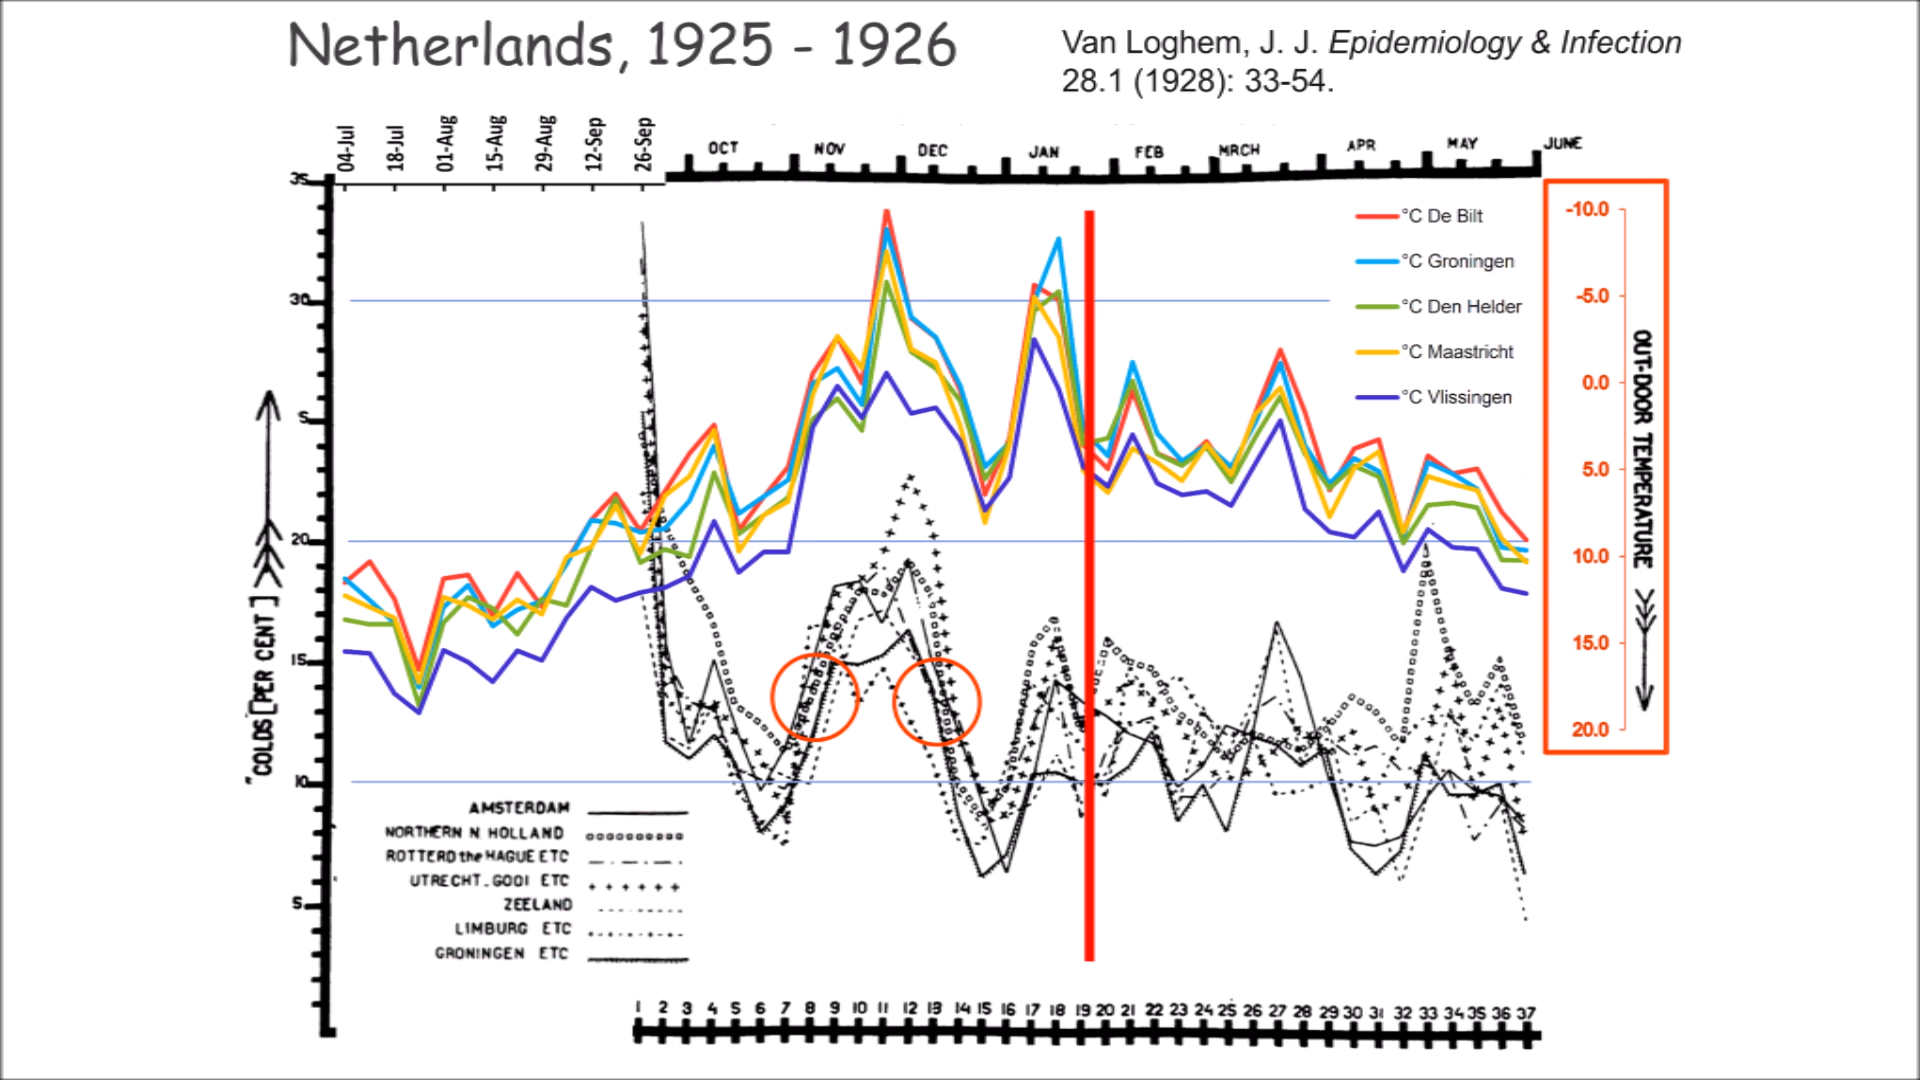 Netherlands, 1925 - 1926
Van Loghem, J. J. Epidemiology & Infection
28.1 (1928): 33-54.
04-Jul
18-Jul
01-Aug
15-Aug
29-Aug
12-Sep
26-Sep
OCT
NOV
DEC
JAN
FEB
MRCH
APR
MAY
JUNE
35
30
5
20
15
10
5
"COLDS [PER CENT]
°C De Bilt
°C Groningen
°C Den Helder
°C Maastricht
°C Vlissingen
-10.0
-5.0
0.0
5.0
10.0
15.0
20.0
OUT-DOOR TEMPERATURE
AMSTERDAM
NORTHERN N HOLLAND
ROTTERD the HAGUE ETC
UTRECHT_GOOI ETC
ZEELAND
LIMBURG ETC
GRONINGEN ETC
1 2 3 4 5 6 7 8 9 10 11 12 13 14 15 16 17 18 19 20 21 22 23 24 25 26 27 28 29 30 31 32 33 34 35 36 37